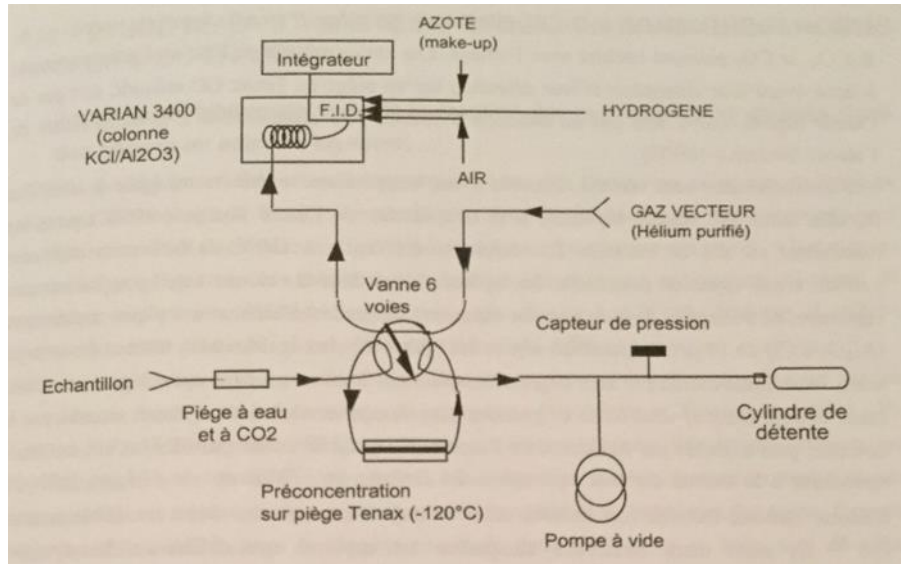 AZOTE
(make-up)
Intégrateur
VARIAN 3400
(colonne
KCl/Al2O3)
F.I.D.
HYDROGENE
AIR
GAZ VECTEUR
(Hélium purifié)
Vanne 6
voies
Capteur de pression
Echantillon
Piége à eau
et à CO2
Cylindre de
détente
Préconcentration
sur piège Tenax (-120°C)
Pompe à vide